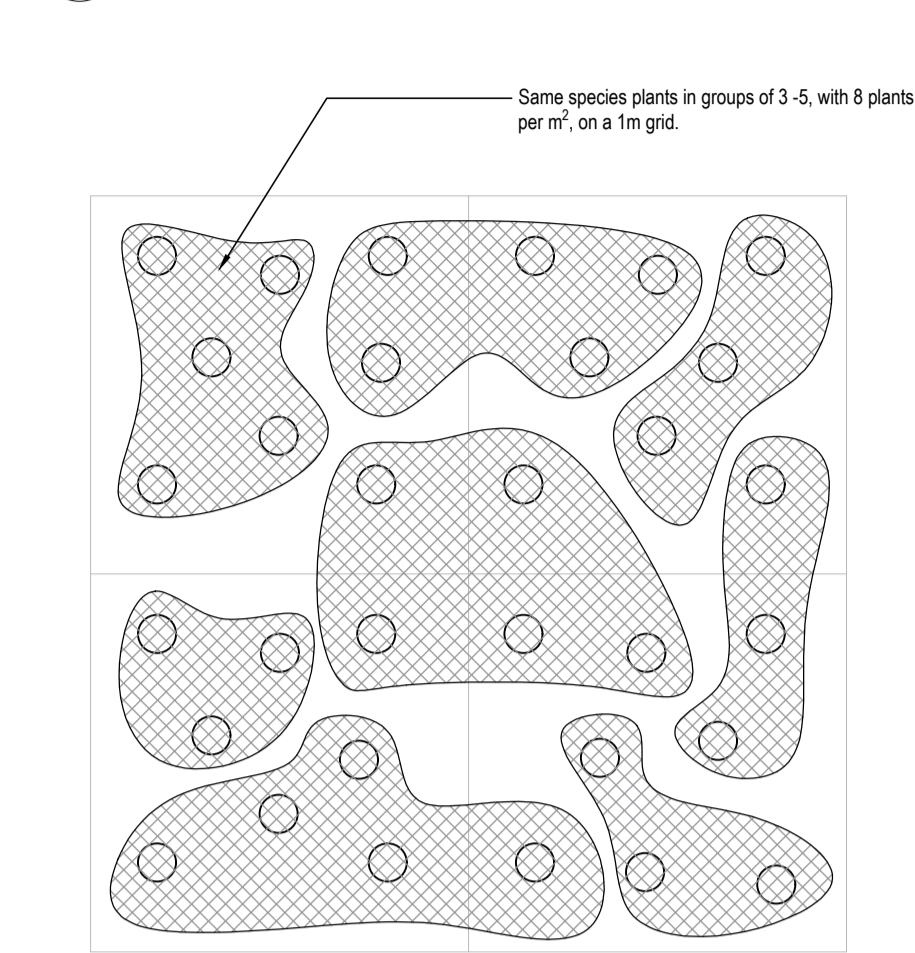 Same species plants in groups of 3 -5, with 8 plants
per m², on a 1m grid.